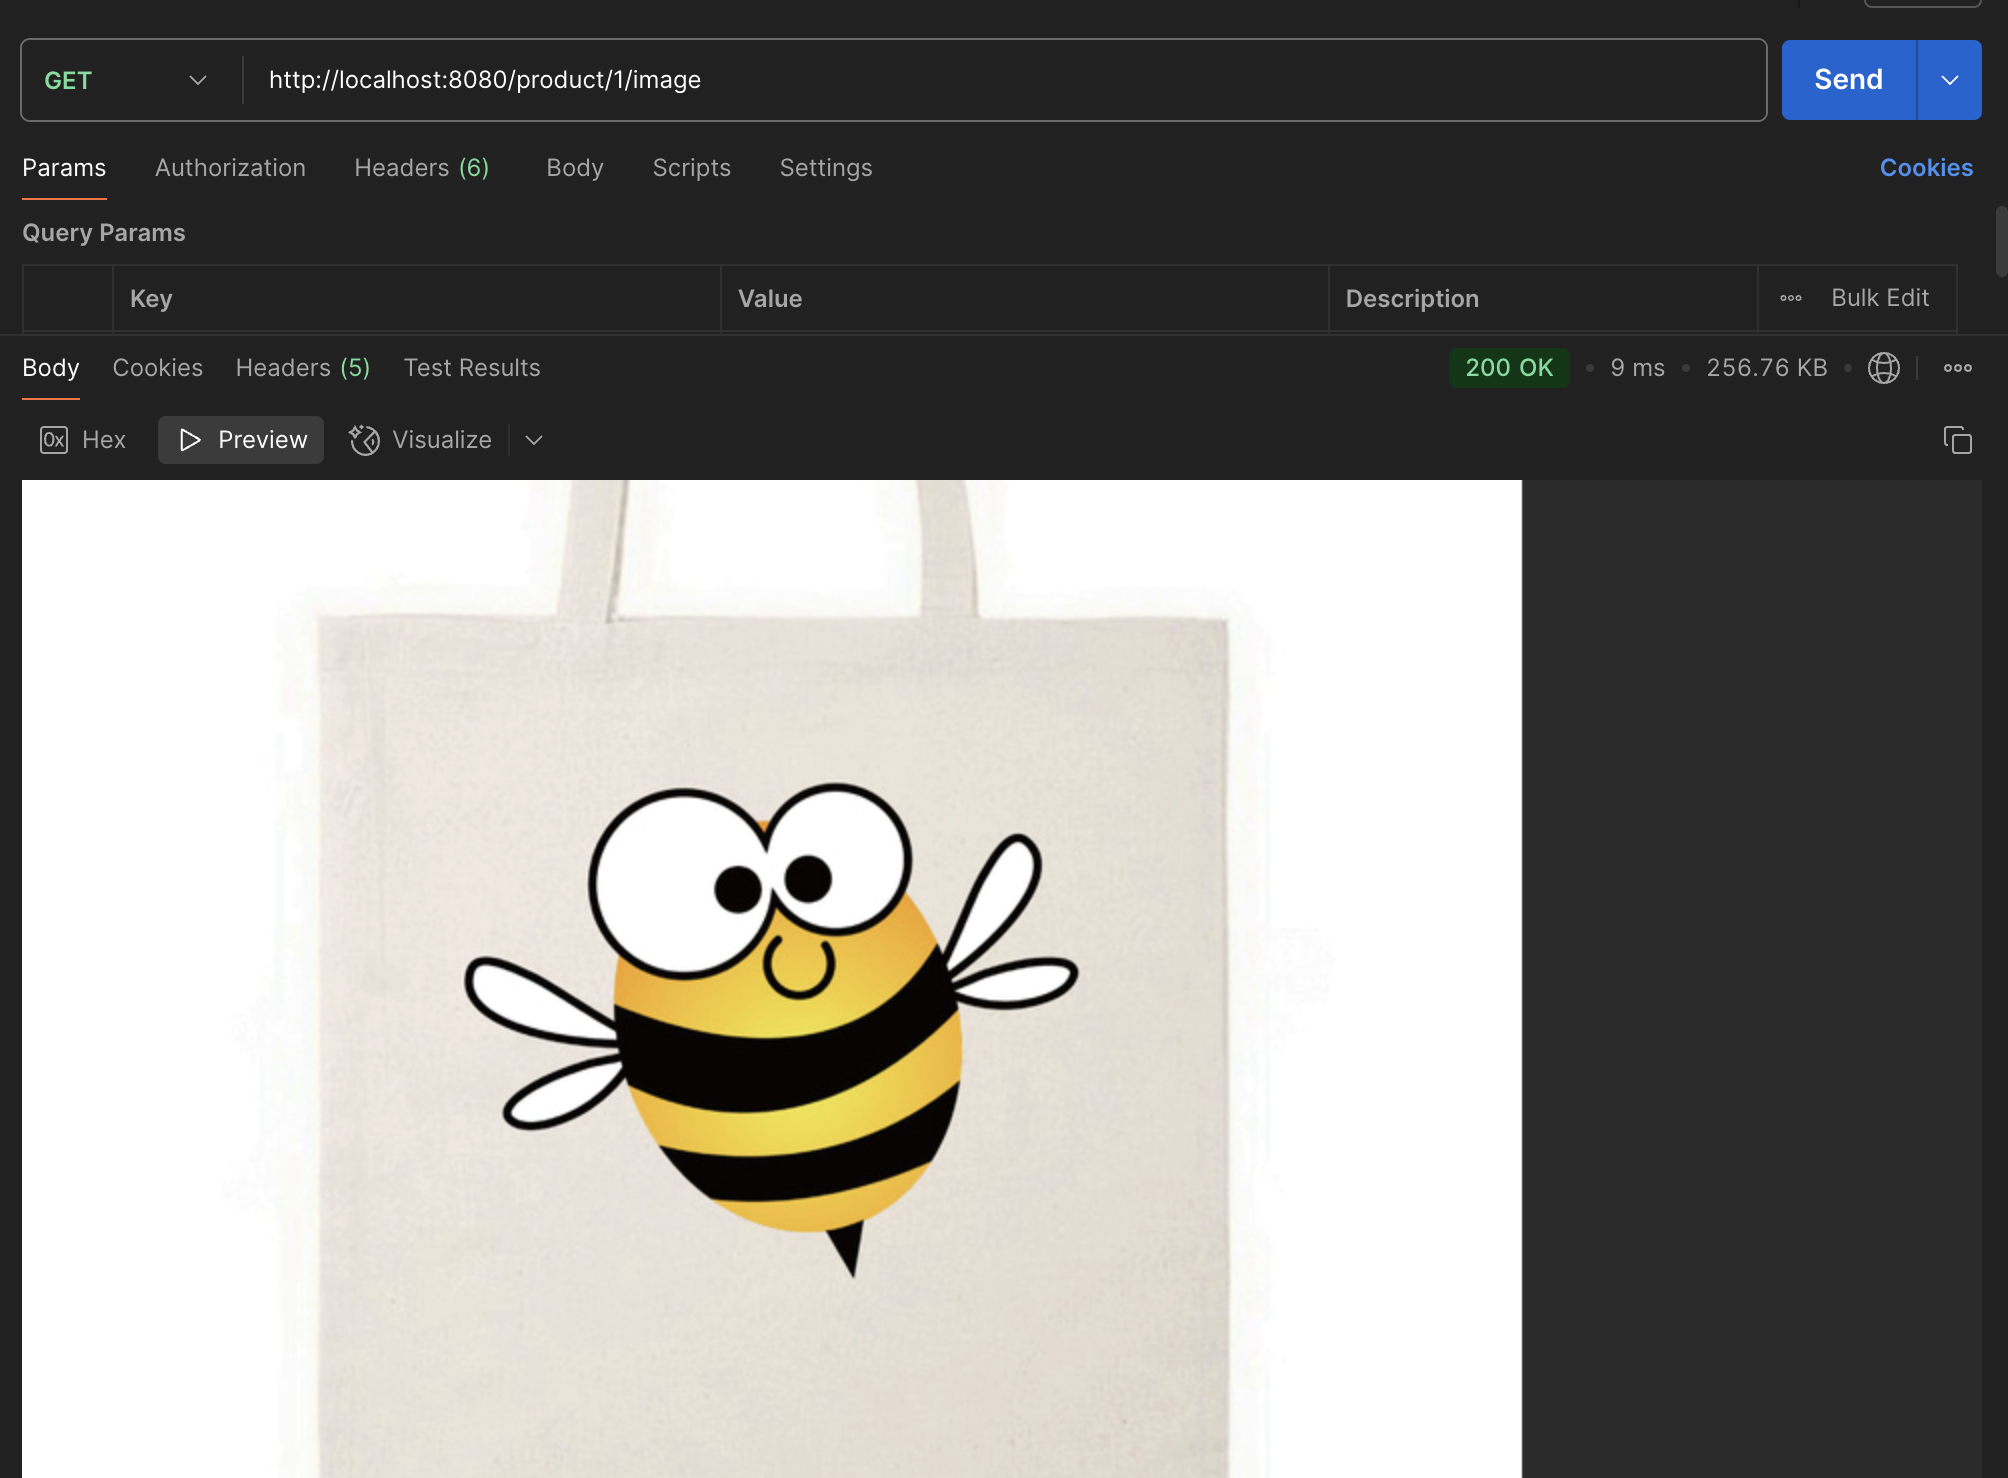 GET http://localhost:8080/product/1/image Send
Params Authorization Headers (6) Body Scripts Settings Cookies
Query Params
Key Value Description Bulk Edit
Body Cookies Headers (5) Test Results 200 OK 9 ms 256.76 KB
0x Hex Preview Visualize